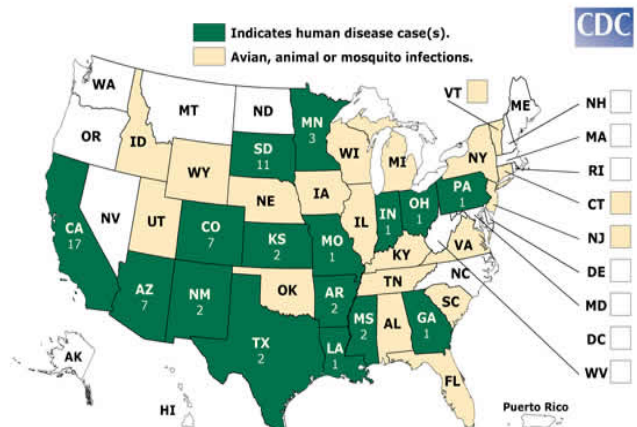 Indicates human disease case(s).
Avian, animal or mosquito infections.
CDC
WA
MT
ND
MN
3
VT
ME
NH
OR
ID
SD
11
WI
MI
NY
MA
WY
RI
IA
PA
1
CT
NE
NV
UT
IL
IN
1
OH
1
NJ
CA
17
CO
7
KS
2
MO
1
KY
VA
DE
NC
MD
AZ
7
NM
2
OK
AR
2
TN
SC
DC
MS
2
AL
GA
1
TX
2
LA
1
WV
AK
FL
HI
Puerto Rico